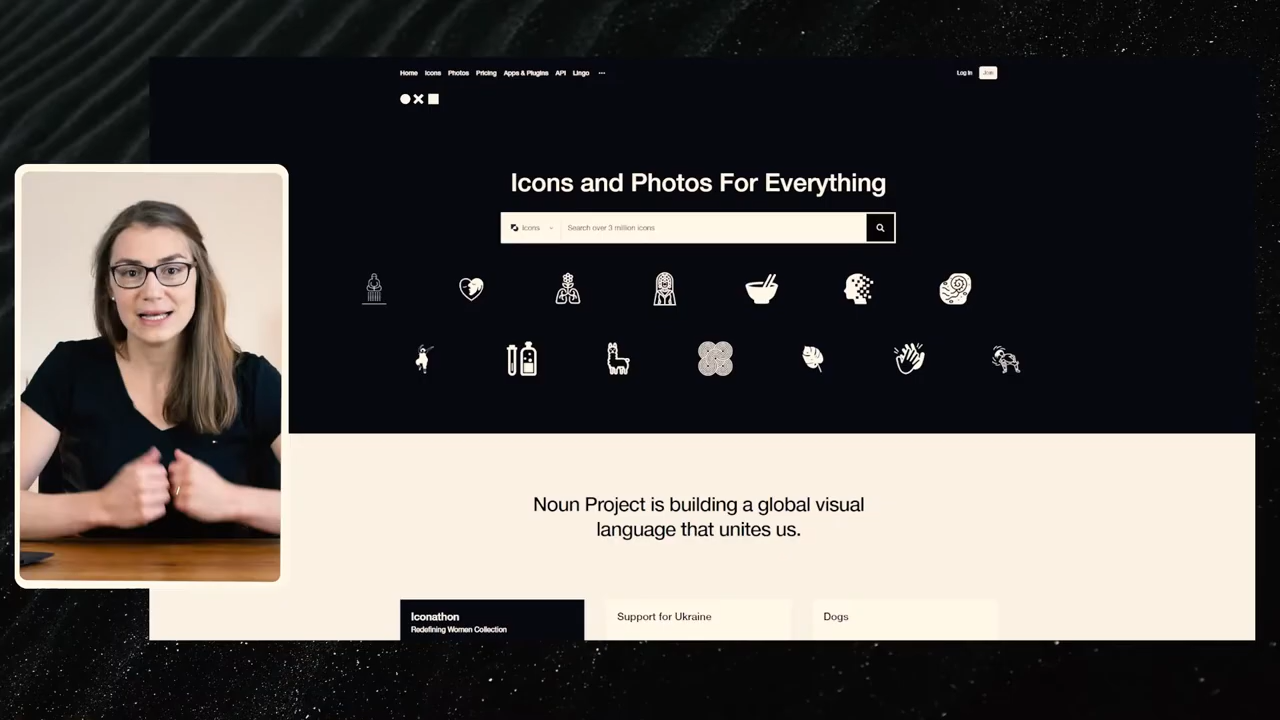 Home Icons Photos Pricing Apps & Plugins API Lingo ···
Log In Join
Icons and Photos For Everything
Icons Search over 3 million icons
Noun Project is building a global visual
language that unites us.
Iconathon
Redefining Women Collection
Support for Ukraine
Dogs